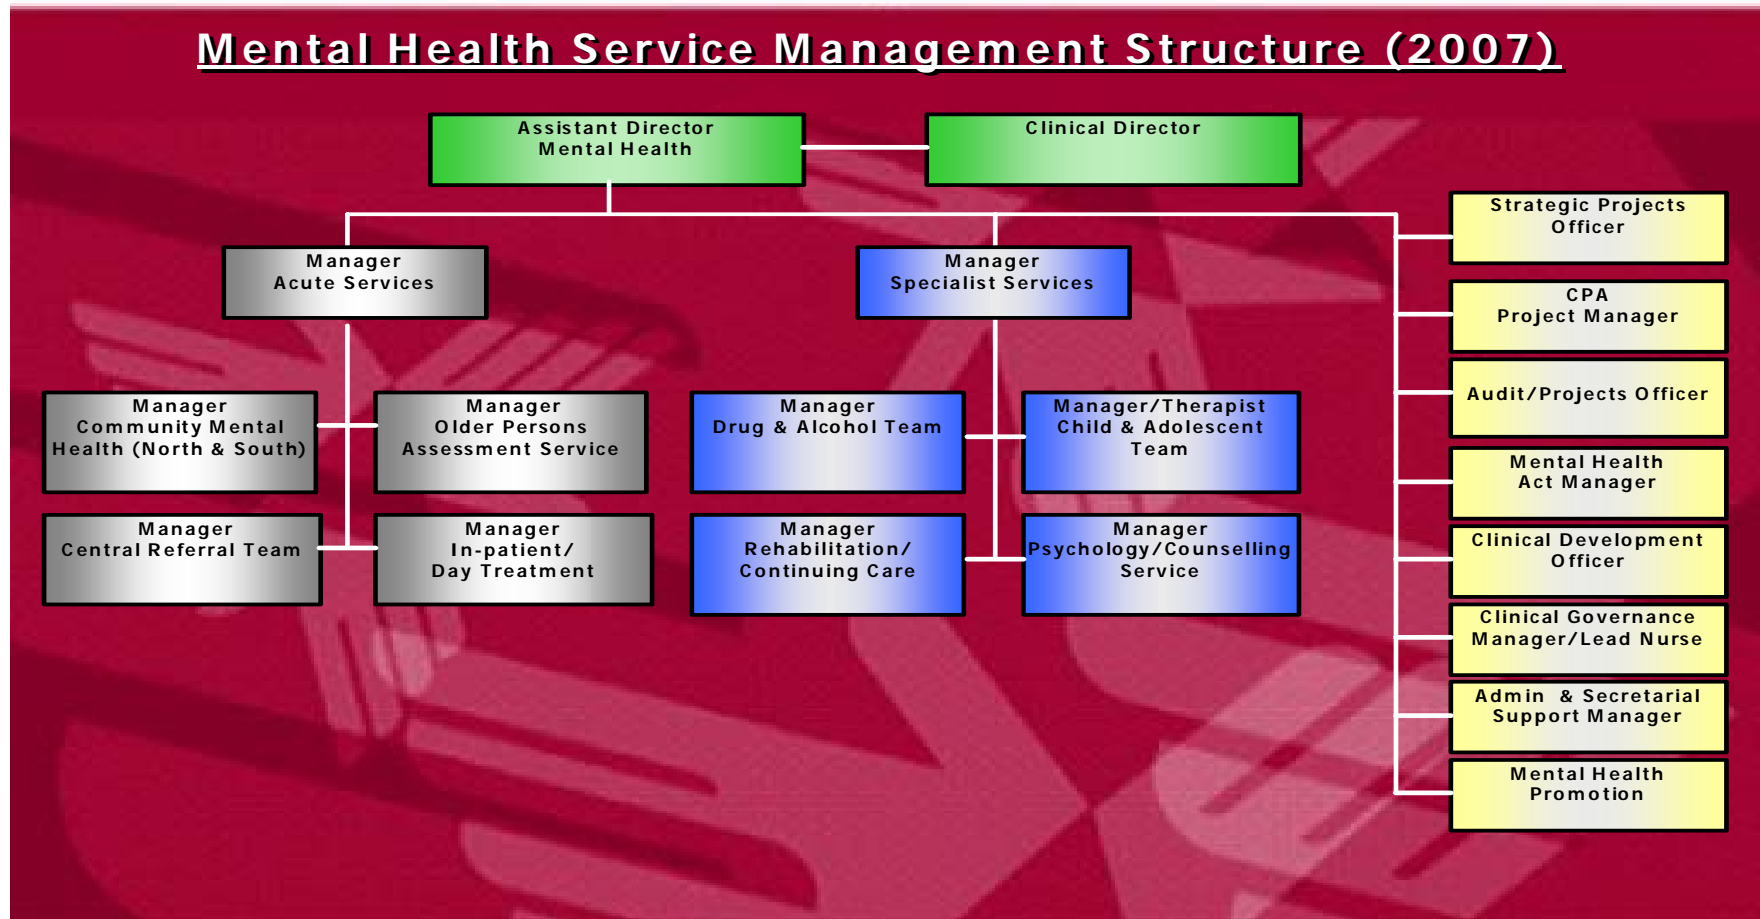 Mental Health Service Management Structure (2007)
Assistant Director
Mental Health
Clinical Director
Manager
Acute Services
Manager
Specialist Services
Manager
Community Mental
Health (North & South)
Manager
Older Persons
Assessment Service
Manager
Central Referral Team
Manager
In-patient/
Day Treatment
Manager
Drug & Alcohol Team
Manager/Therapist
Child & Adolescent
Team
Manager
Rehabilitation/
Continuing Care
Manager
Psychology/Counselling
Service
Strategic Projects
Officer
CPA
Project Manager
Audit/Projects Officer
Mental Health
Act Manager
Clinical Development
Officer
Clinical Governance
Manager/Lead Nurse
Admin & Secretarial
Support Manager
Mental Health
Promotion